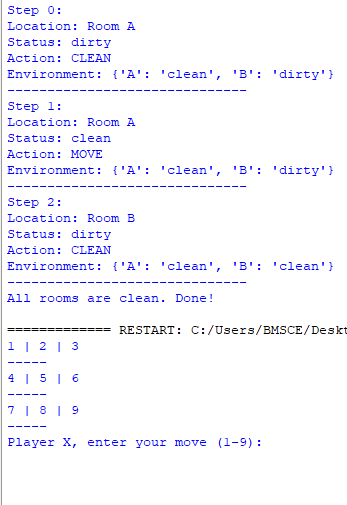 Step 0:
Location: Room A
Status: dirty
Action: CLEAN
Environment: {'A': 'clean', 'B': 'dirty'}
------------------------------
Step 1:
Location: Room A
Status: clean
Action: MOVE
Environment: {'A': 'clean', 'B': 'dirty'}
------------------------------
Step 2:
Location: Room B
Status: dirty
Action: CLEAN
Environment: {'A': 'clean', 'B': 'clean'}
------------------------------
All rooms are clean. Done!
============= RESTART: C:/Users/BMSCE/Deskt
1 | 2 | 3
-----
4 | 5 | 6
-----
7 | 8 | 9
-----
Player X, enter your move (1-9):